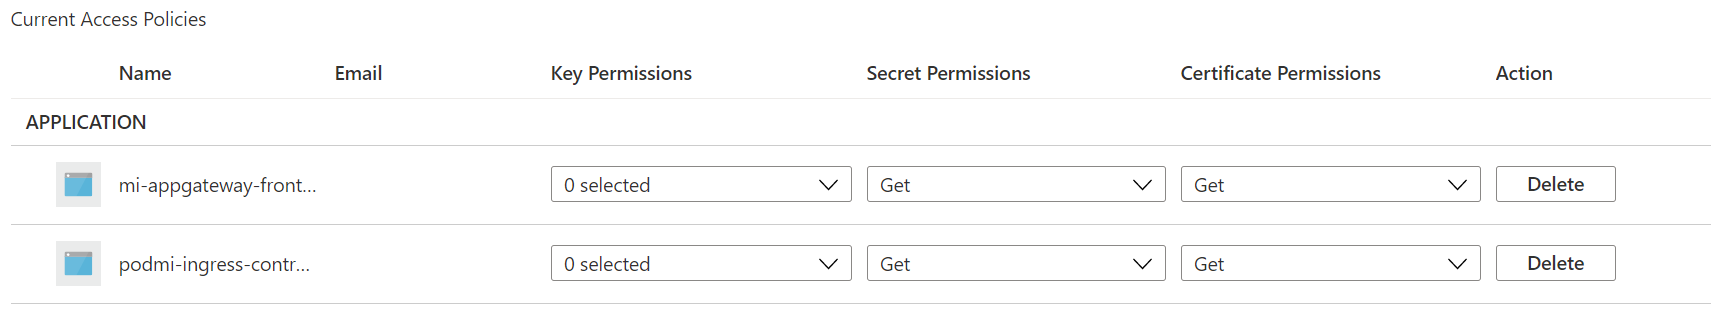 Current Access Policies
Name Email Key Permissions Secret Permissions Certificate Permissions Action
APPLICATION
mi-appgateway-front... 0 selected Get Get Delete
podmi-ingress-contr... 0 selected Get Get Delete